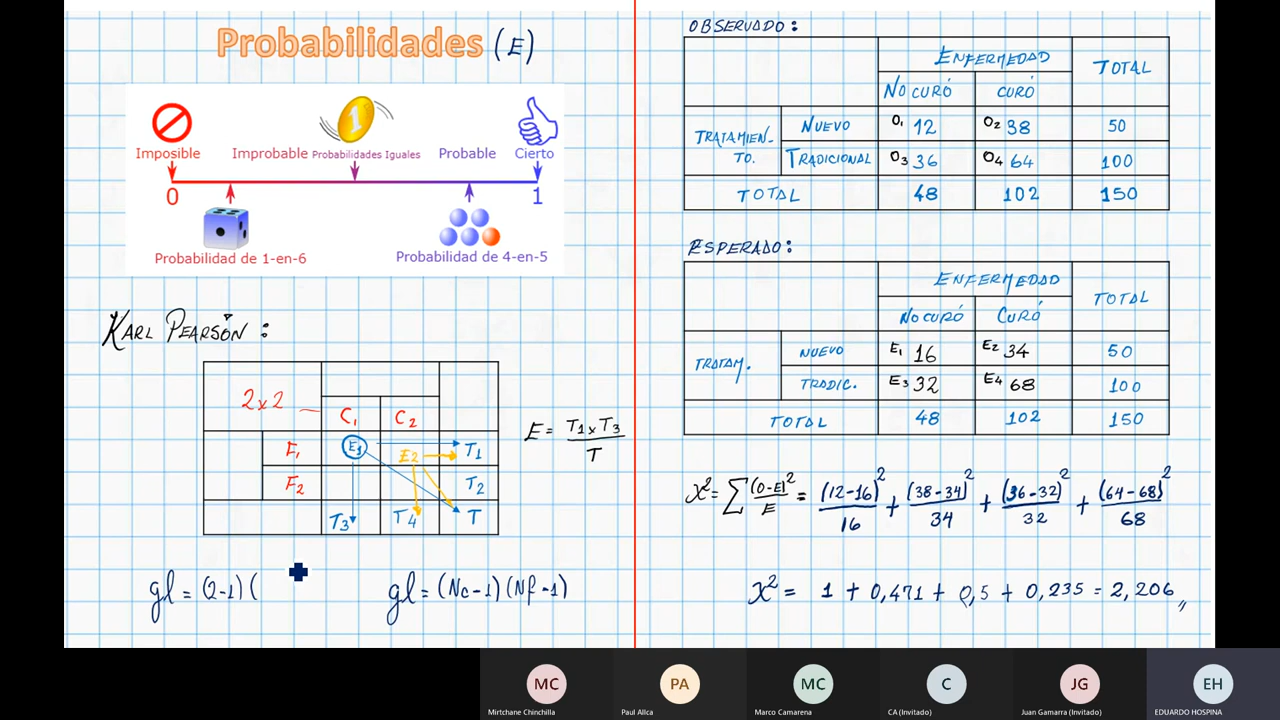 Probabilidades (E)
Imposible Improbable Probabilidades Iguales Probable Cierto
1
0 1
Probabilidad de 1-en-6 Probabilidad de 4-en-5
KARL PEARSON :
2x2
C₁ C₂
F₁ E₁ E₂ T₁
F₂ T₂
T₃ T₄ T
E = T₁ x T₃ / T
gl = (2-1)( gl = (Nc-1)(Nf-1)
OBSERVADO :
ENFERMEDAD TOTAL
NO CURÓ CURÓ
TRATAMIEN-
TO.
NUEVO O₁ 12 O₂ 38 50
TRADICIONAL O₃ 36 O₄ 64 100
TOTAL 48 102 150
ESPERADO :
ENFERMEDAD TOTAL
NO CURÓ CURÓ
TRATAM.
NUEVO E₁ 16 E₂ 34 50
TRADIC. E₃ 32 E₄ 68 100
TOTAL 48 102 150
X² = ∑ (O-E)² / E = (12-16)² / 16 + (38-34)² / 34 + (36-32)² / 32 + (64-68)² / 68
X² = 1 + 0,471 + 0,5 + 0,235 = 2,206
MC PA MC C JG EH
Mirtchane Chinchilla Paul Allca Marco Camarena CA (Invitado) Juan Gamarra (Invitado) EDUARDO HOSPINA